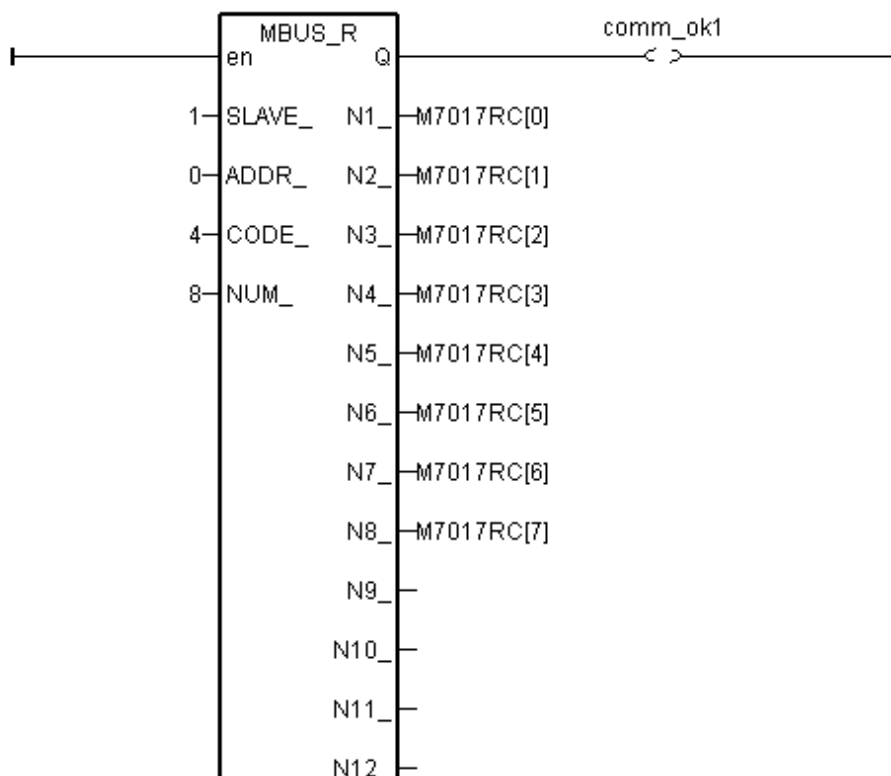 MBUS_R
comm_ok1
en Q
1 SLAVE_ N1_ M7017RC[0]
0 ADDR_ N2_ M7017RC[1]
4 CODE_ N3_ M7017RC[2]
8 NUM_ N4_ M7017RC[3]
N5_ M7017RC[4]
N6_ M7017RC[5]
N7_ M7017RC[6]
N8_ M7017RC[7]
N9_
N10_
N11_
N12